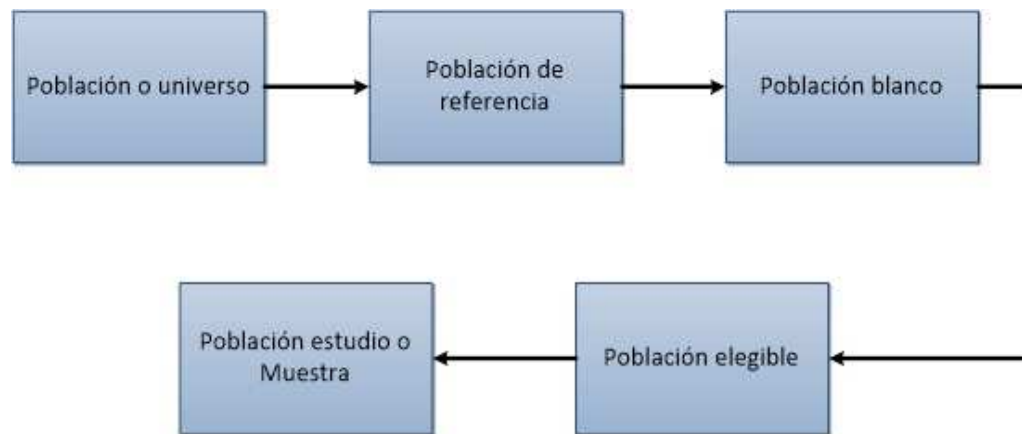 Población o universo
Población de
referencia
Población blanco
Población estudio o
Muestra
Población elegible